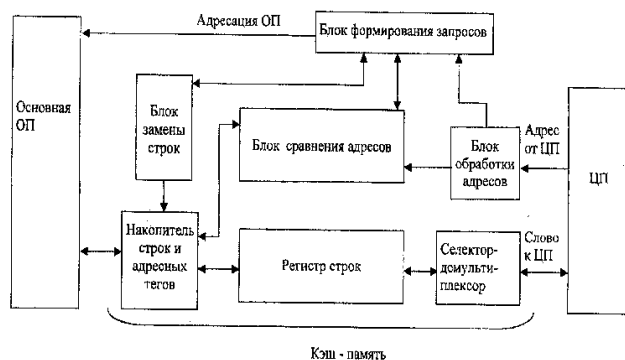 Адресация ОП
Блок формирования запросов
Основная
ОП
Блок
замены
строк
Блок сравнения адресов
Блок
обработки
адресов
Адрес
от ЦП
ЦП
Накопитель
строк и
адресных
тегов
Регистр строк
Селектор-
домульти-
плексор
Слово
к ЦП
Кэш - память